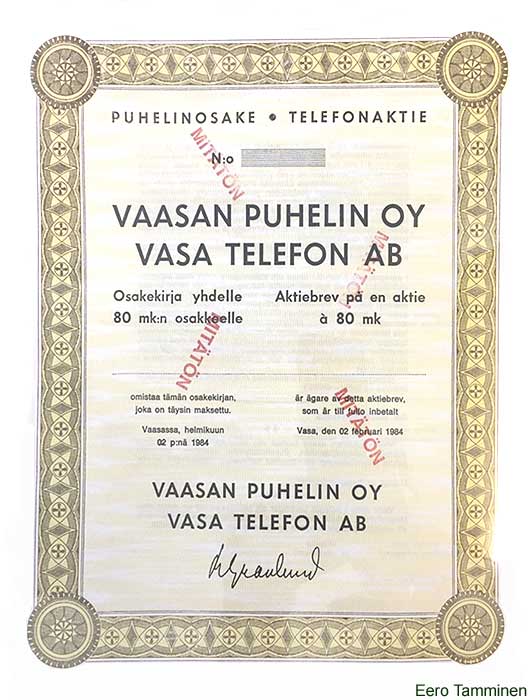 PUHELINOSAKE • TELEFONAKTIE
N:o
MITÄTÖN
VAASAN PUHELIN OY
VASA TELEFON AB
MITÄTÖN
Osakekirja yhdelle
80 mk:n osakkeelle
Aktiebrev på en aktie
à 80 mk
MITÄTÖN
omistaa tämän osakekirjan,
joka on täysin maksettu.
Vaasassa, helmikuun
02 p:nä 1984
är ägare av detta aktiebrev,
som är till fullo inbetalt
Vasa, den 02 februari 1984
MITÄTÖN
VAASAN PUHELIN OY
VASA TELEFON AB
Eero Tamminen